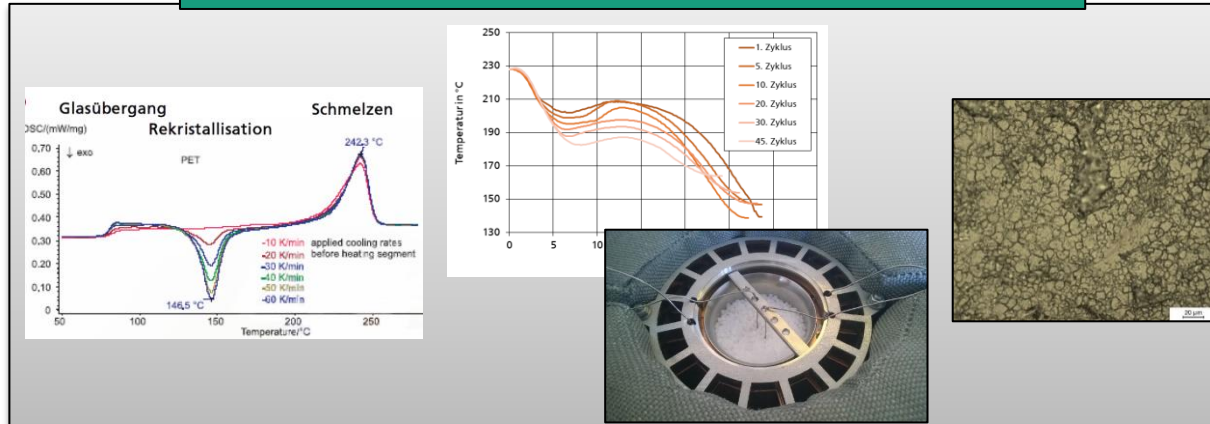 Glasübergang
Schmelzen
Rekristallisation
DSC/(mW/mg)
0,70
↓ exo
PET
242.3 °C
0,60
0,50
0,40
0,30
0,20
0,10
0
-10 K/min applied cooling rates
-20 K/min before heating segment
-30 K/min
-40 K/min
-50 K/min
-60 K/min
146,5 °C
50 100 150 200 250
Temperature/°C
250
230
210
190
170
150
130
Temperatur in °C
0 5 10
1. Zyklus
5. Zyklus
10. Zyklus
20. Zyklus
30. Zyklus
45. Zyklus
20 µm